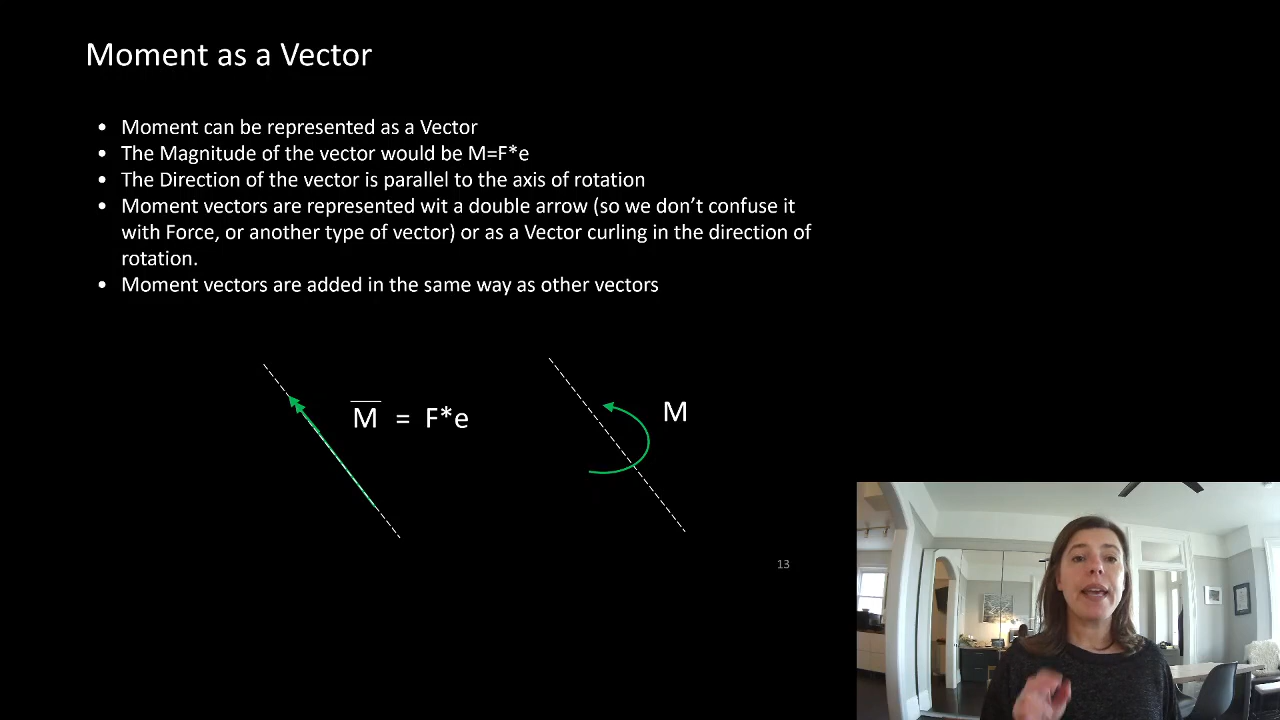 Moment as a Vector
• Moment can be represented as a Vector
• The Magnitude of the vector would be M=F*e
• The Direction of the vector is parallel to the axis of rotation
• Moment vectors are represented wit a double arrow (so we don’t confuse it
with Force, or another type of vector) or as a Vector curling in the direction of
rotation.
• Moment vectors are added in the same way as other vectors
M̅ = F*e
M
13